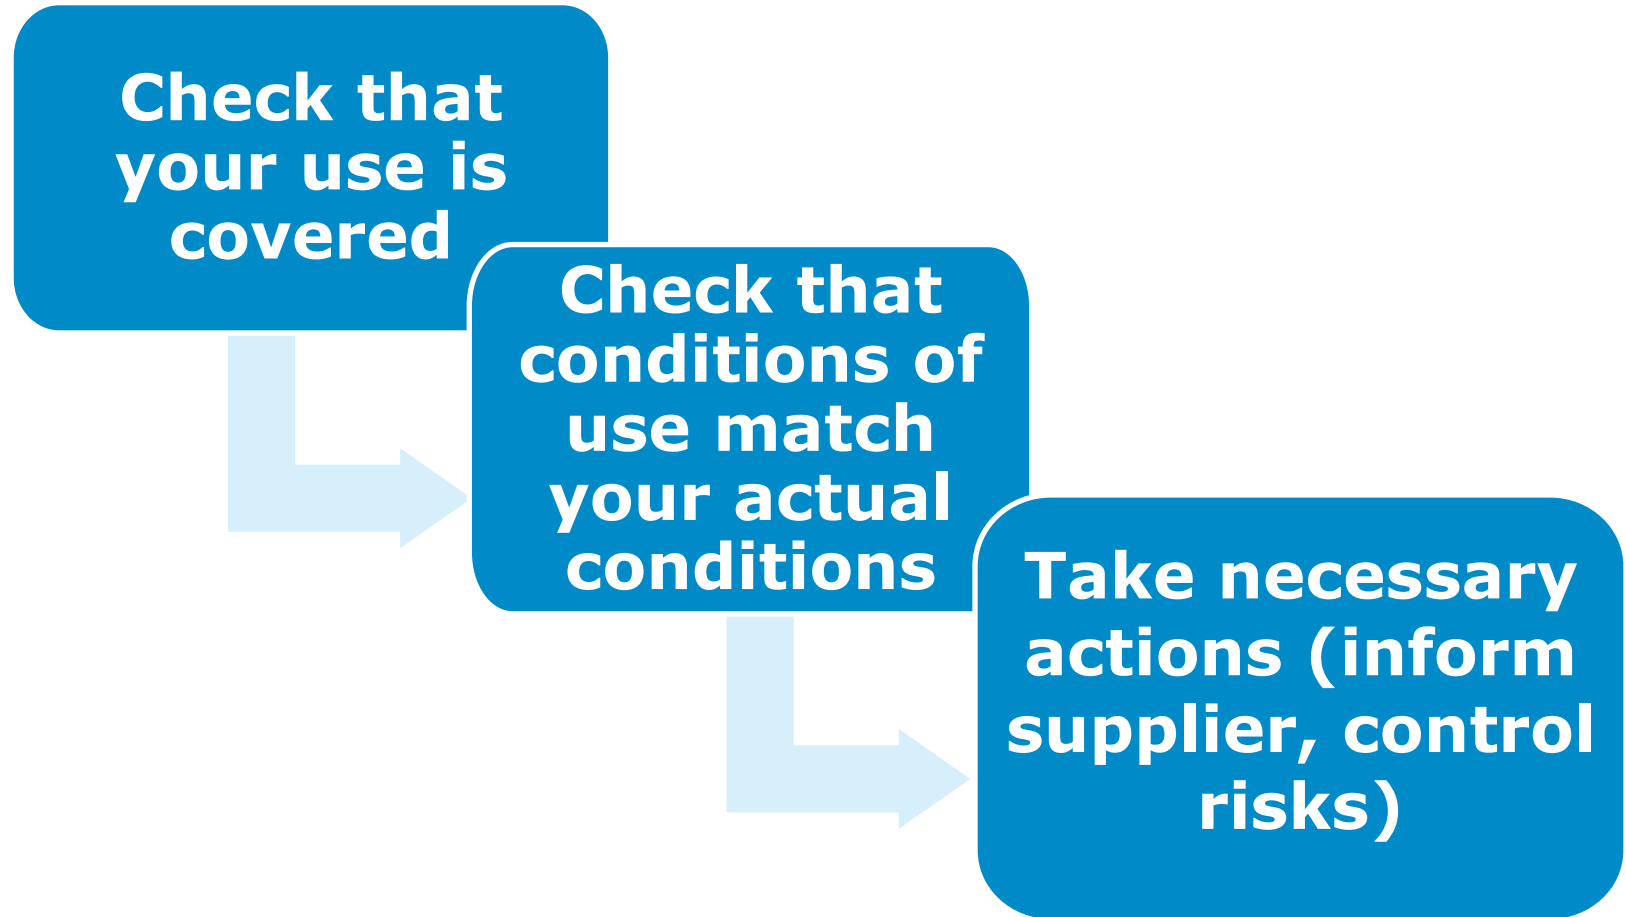 Check that
your use is
covered
Check that
conditions of
use match
your actual
conditions
Take necessary
actions (inform
supplier, control
risks)